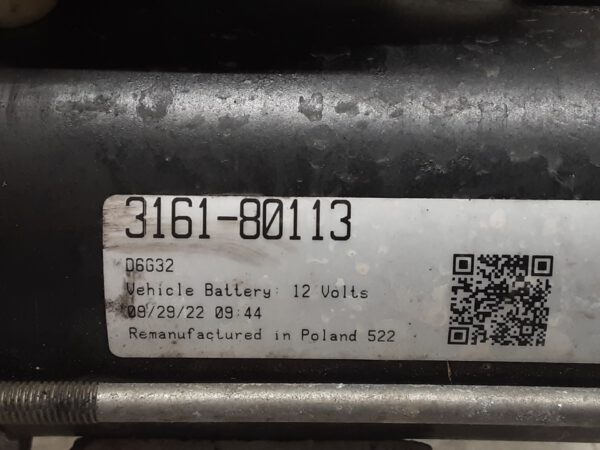 3161-80113
D6G32
Vehicle Battery: 12 Volts
09/29/22 09:44
Remanufactured in Poland 522